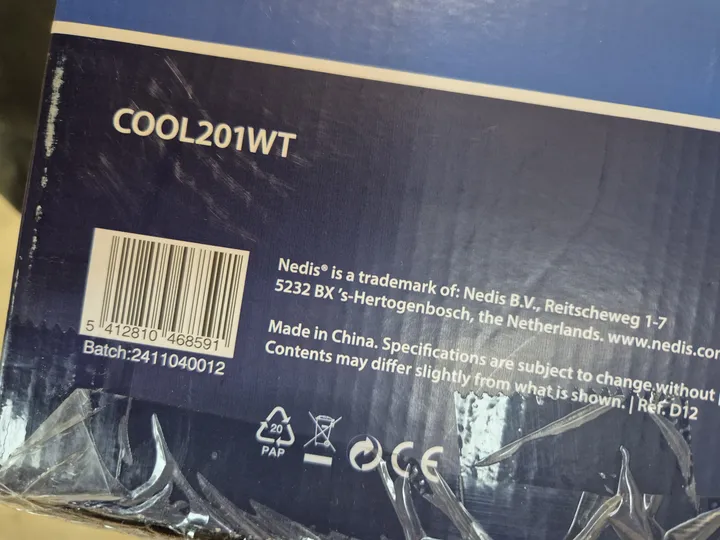 COOL201WT
5 412810 468591
Batch:2411040012
Nedis® is a trademark of: Nedis B.V., Reitscheweg 1-7
5232 BX 's-Hertogenbosch, the Netherlands. www.nedis.com
Made in China. Specifications are subject to change without
Contents may differ slightly from what is shown. | Ref. D12
20
PAP
CE